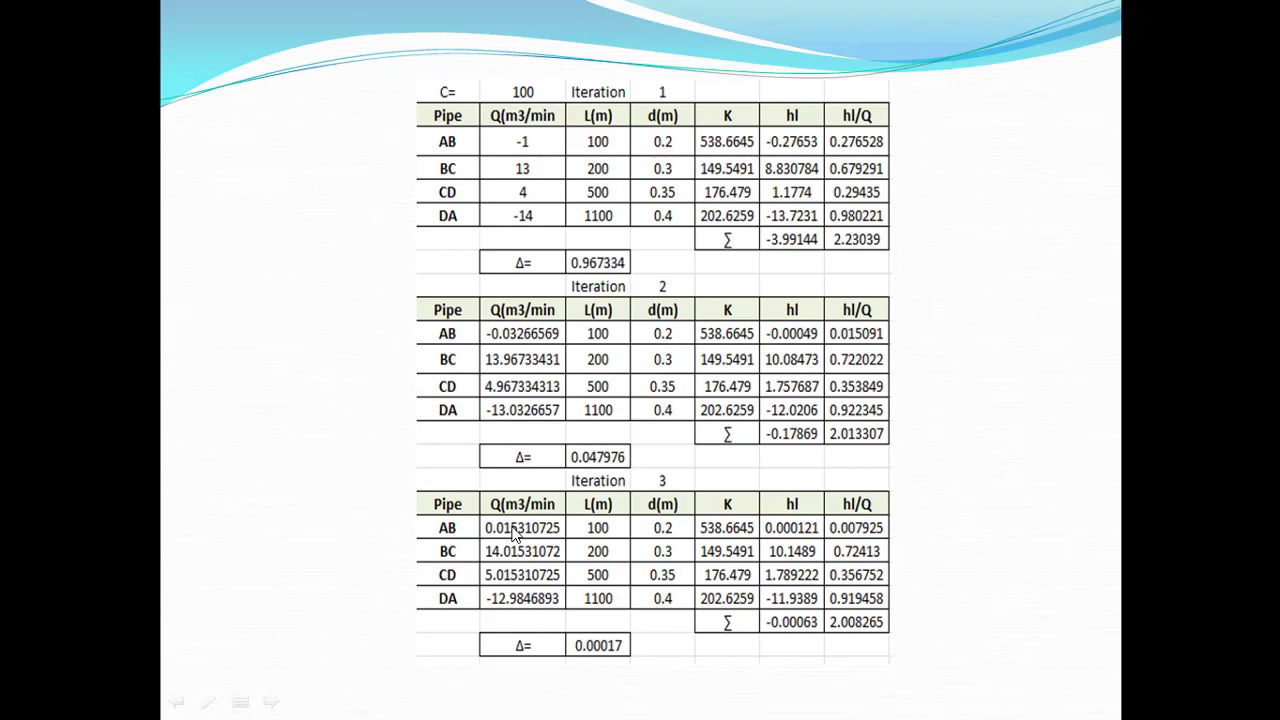 C= 100 Iteration 1
Pipe Q(m3/min L(m) d(m) K hl hl/Q
AB -1 100 0.2 538.6645 -0.27653 0.276528
BC 13 200 0.3 149.5491 8.830784 0.679291
CD 4 500 0.35 176.479 1.1774 0.29435
DA -14 1100 0.4 202.6259 -13.7231 0.980221
∑ -3.99144 2.23039
Δ= 0.967334
Iteration 2
Pipe Q(m3/min L(m) d(m) K hl hl/Q
AB -0.03266569 100 0.2 538.6645 -0.00049 0.015091
BC 13.96733431 200 0.3 149.5491 10.08473 0.722022
CD 4.967334313 500 0.35 176.479 1.757687 0.353849
DA -13.0326657 1100 0.4 202.6259 -12.0206 0.922345
∑ -0.17869 2.013307
Δ= 0.047976
Iteration 3
Pipe Q(m3/min L(m) d(m) K hl hl/Q
AB 0.015310725 100 0.2 538.6645 0.000121 0.007925
BC 14.01531072 200 0.3 149.5491 10.1489 0.72413
CD 5.015310725 500 0.35 176.479 1.789222 0.356752
DA -12.9846893 1100 0.4 202.6259 -11.9389 0.919458
∑ -0.00063 2.008265
Δ= 0.00017